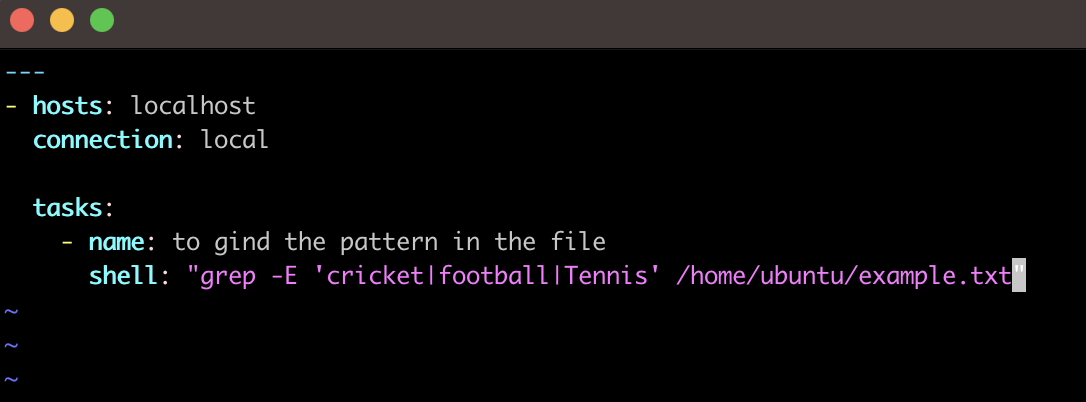 ---
- hosts: localhost
  connection: local
  tasks:
    - name: to gind the pattern in the file
      shell: "grep -E 'cricket|football|Tennis' /home/ubuntu/example.txt"
~
~
~